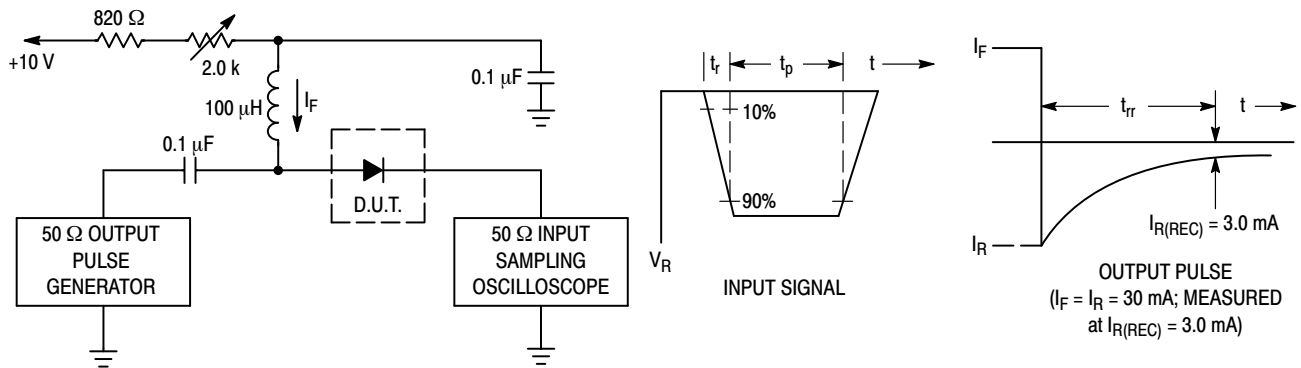 820 Ω
+10 V
2.0 k
100 μH
I_F
0.1 μF
0.1 μF
D.U.T.
50 Ω OUTPUT
PULSE
GENERATOR
50 Ω INPUT
SAMPLING
OSCILLOSCOPE
t_r
t_p
t
10%
90%
V_R
INPUT SIGNAL
I_F
t_rr
t
I_R
I_R(REC) = 3.0 mA
OUTPUT PULSE
(I_F = I_R = 30 mA; MEASURED
at I_R(REC) = 3.0 mA)